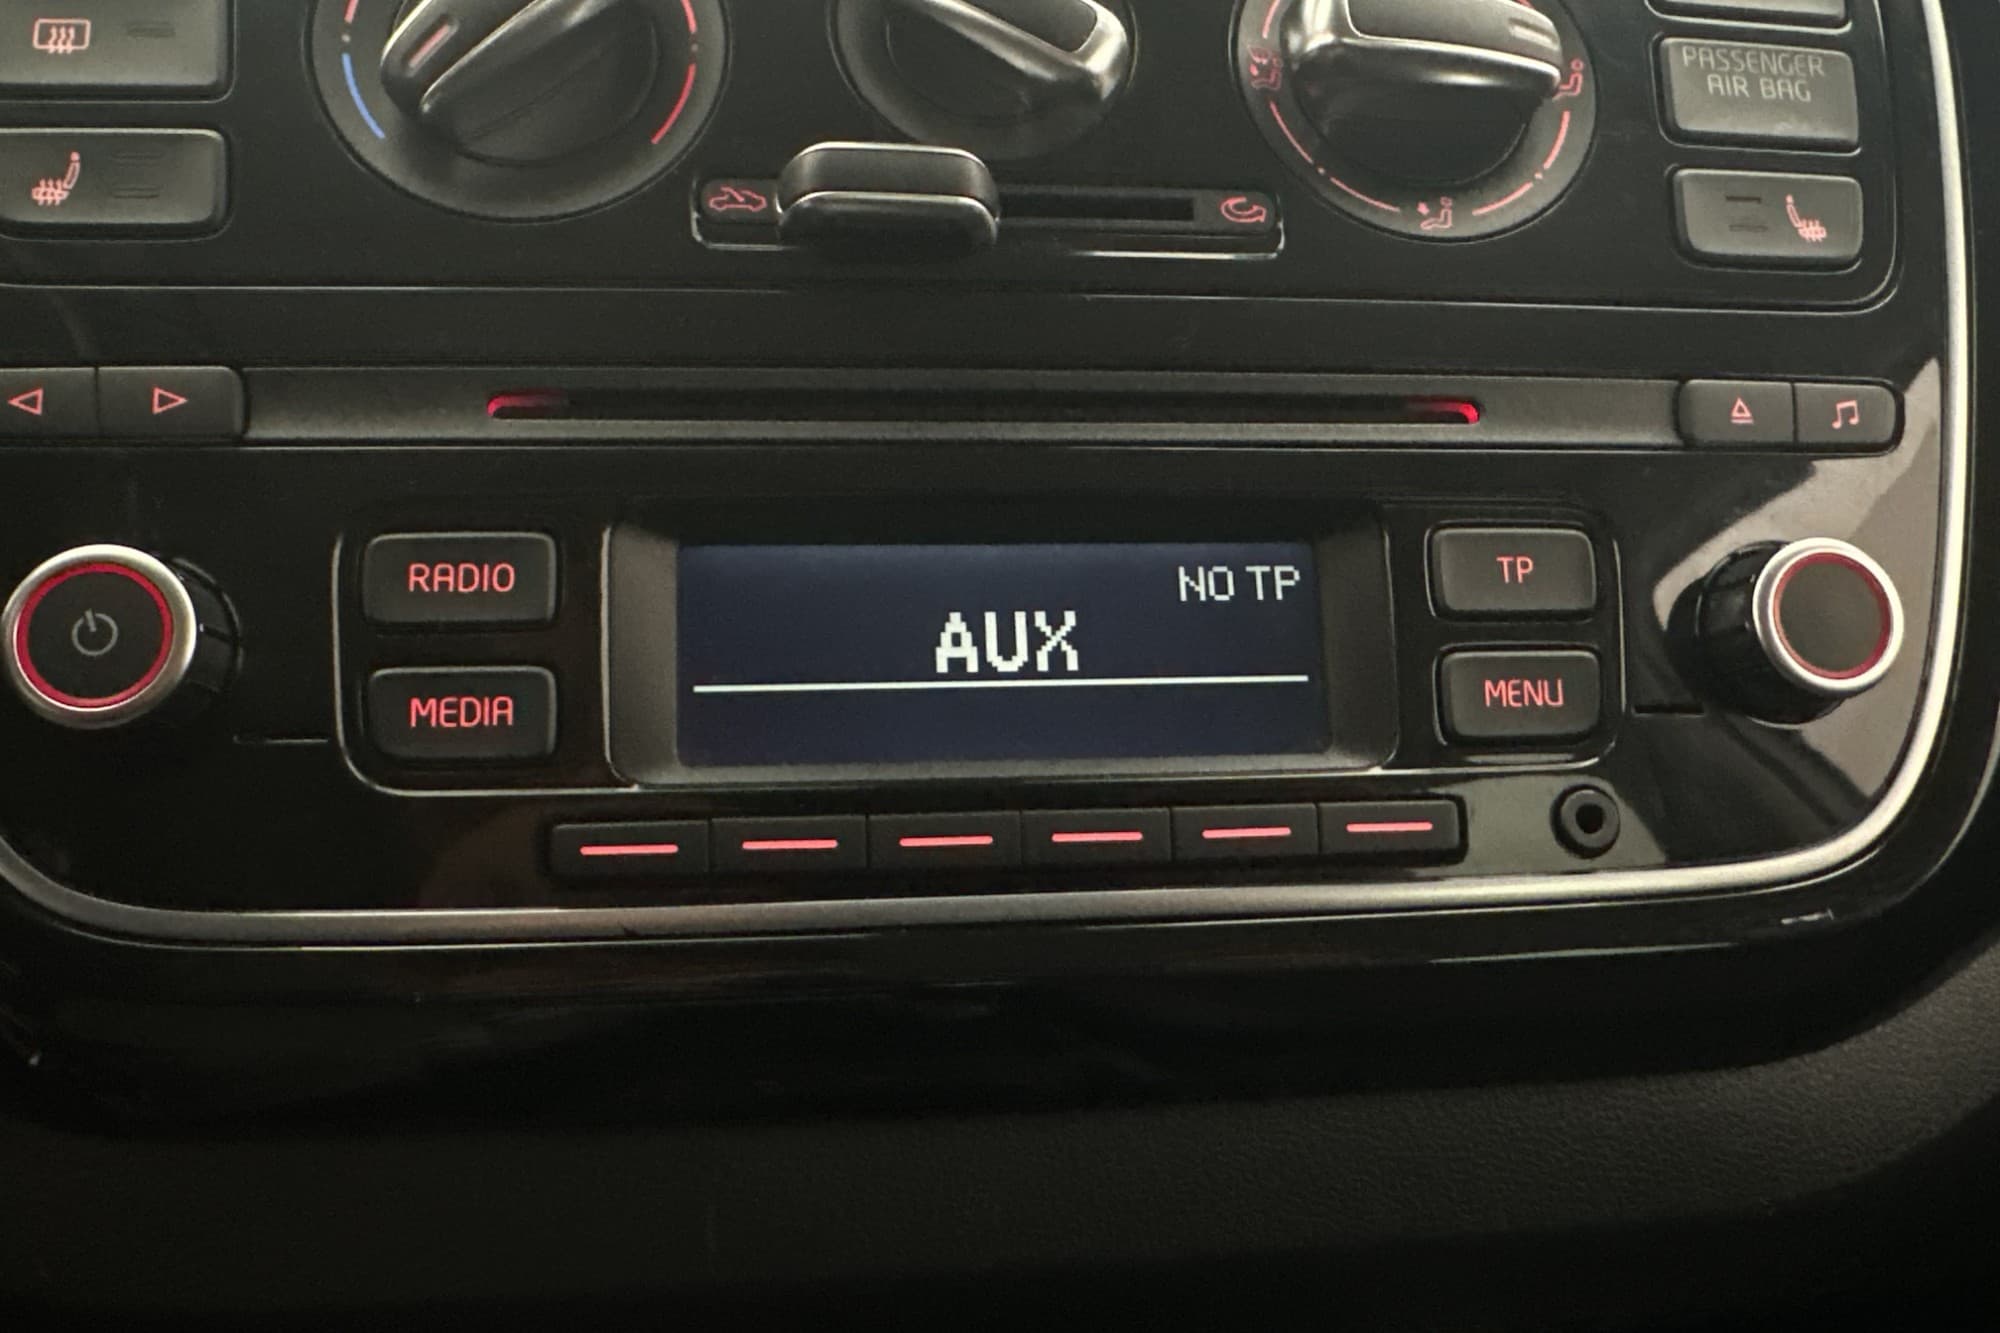 PASSENGER
AIR BAG
RADIO
NO TP
TP
AUX
MEDIA
MENU